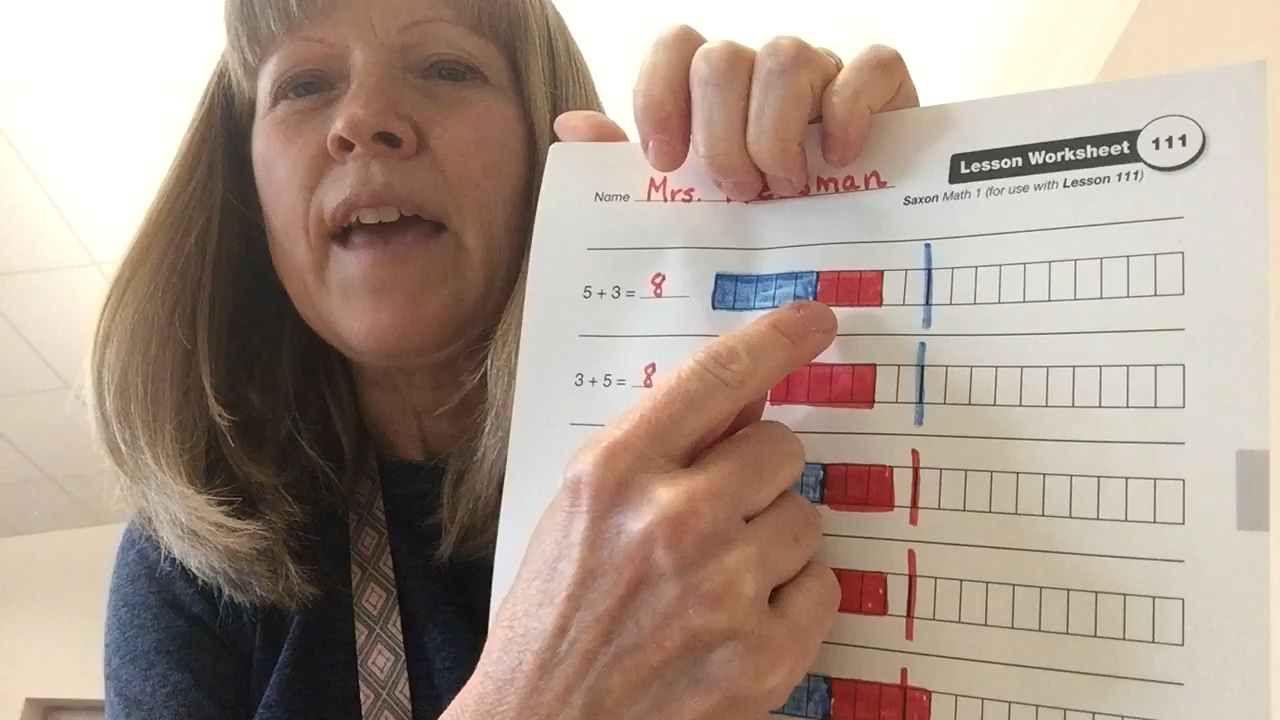 Lesson Worksheet 111
Name Mrs.
Saxon Math 1 (for use with Lesson 111)
5 + 3 = 8
3 + 5 = 8